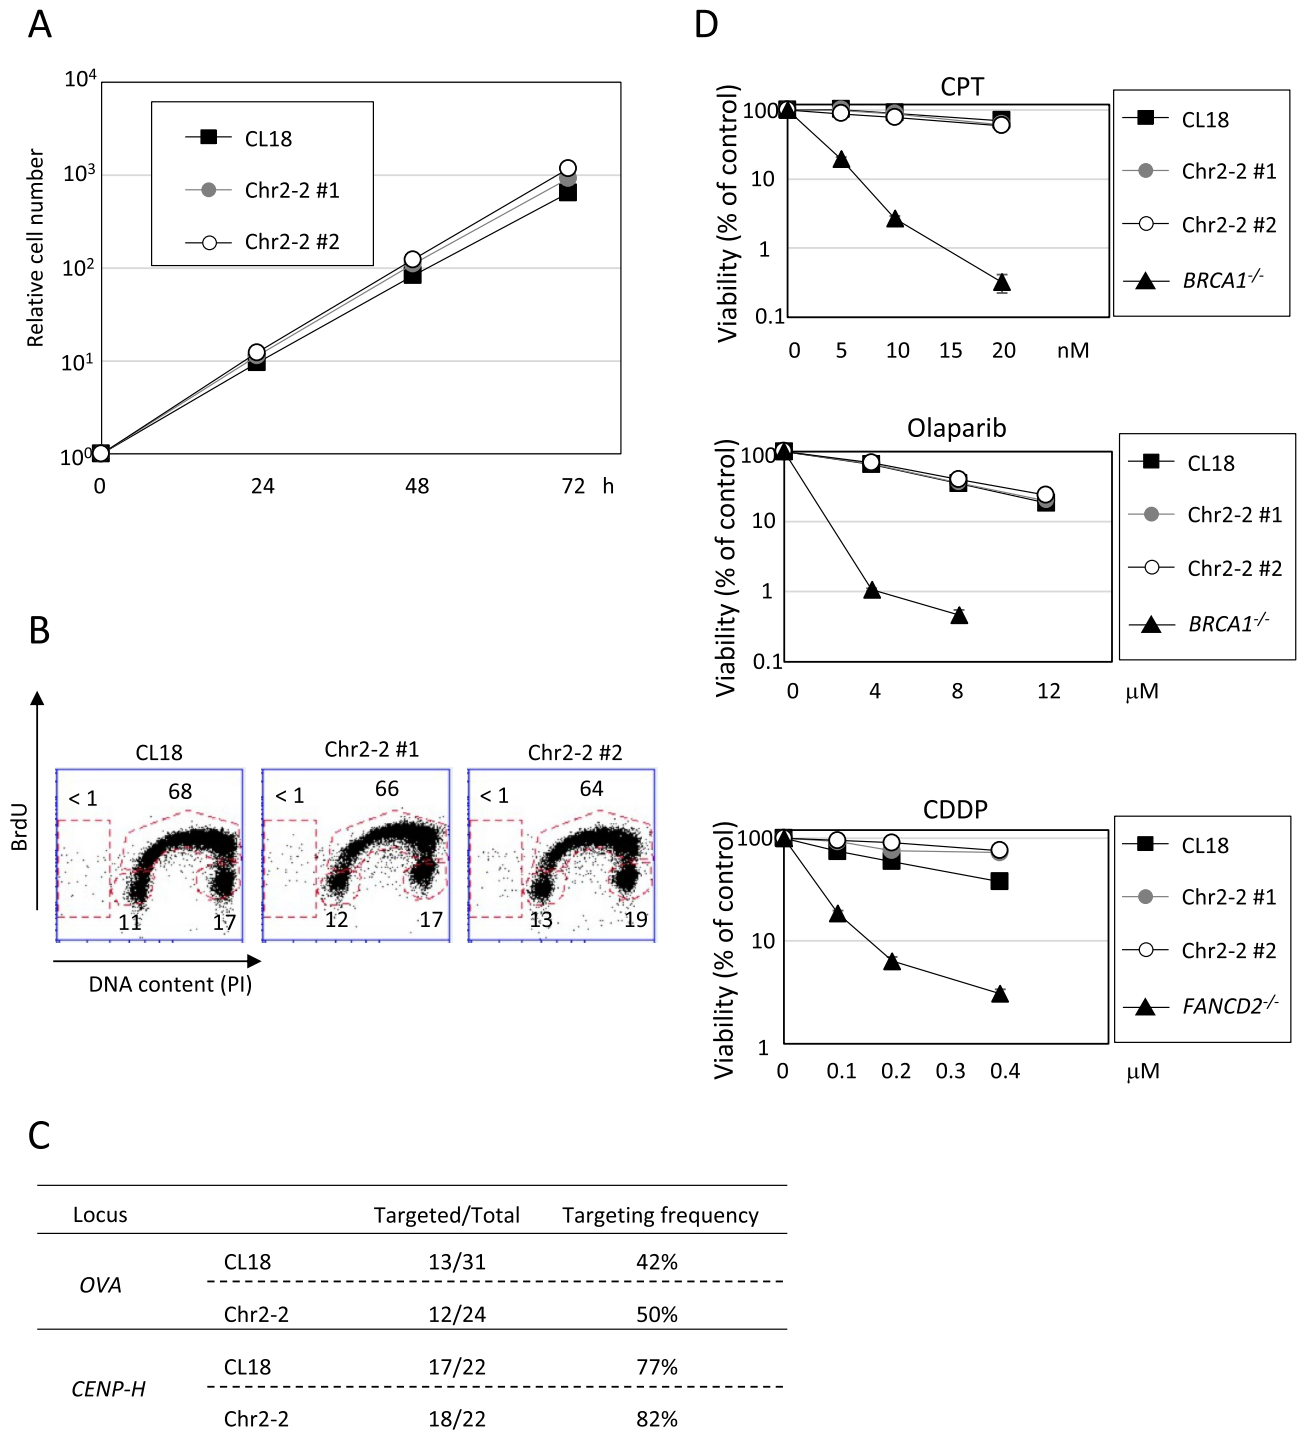 A
10⁴
10³
10²
10¹
10⁰
Relative cell number
CL18
Chr2-2 #1
Chr2-2 #2
0 24 48 72 h
B
BrdU
CL18
Chr2-2 #1
Chr2-2 #2
< 1 68
11 17
< 1 66
12 17
< 1 64
13 19
DNA content (PI)
C
Locus Targeted/Total Targeting frequency
OVA
CL18 13/31 42%
Chr2-2 12/24 50%
CENP-H
CL18 17/22 77%
Chr2-2 18/22 82%
D
CPT
Viability (% of control)
100
10
1
0.1
0 5 10 15 20 nM
CL18
Chr2-2 #1
Chr2-2 #2
BRCA1-/-
Olaparib
Viability (% of control)
100
10
1
0.1
0 4 8 12 μM
CL18
Chr2-2 #1
Chr2-2 #2
BRCA1-/-
CDDP
Viability (% of control)
100
10
1
0 0.1 0.2 0.3 0.4 μM
CL18
Chr2-2 #1
Chr2-2 #2
FANCD2-/-